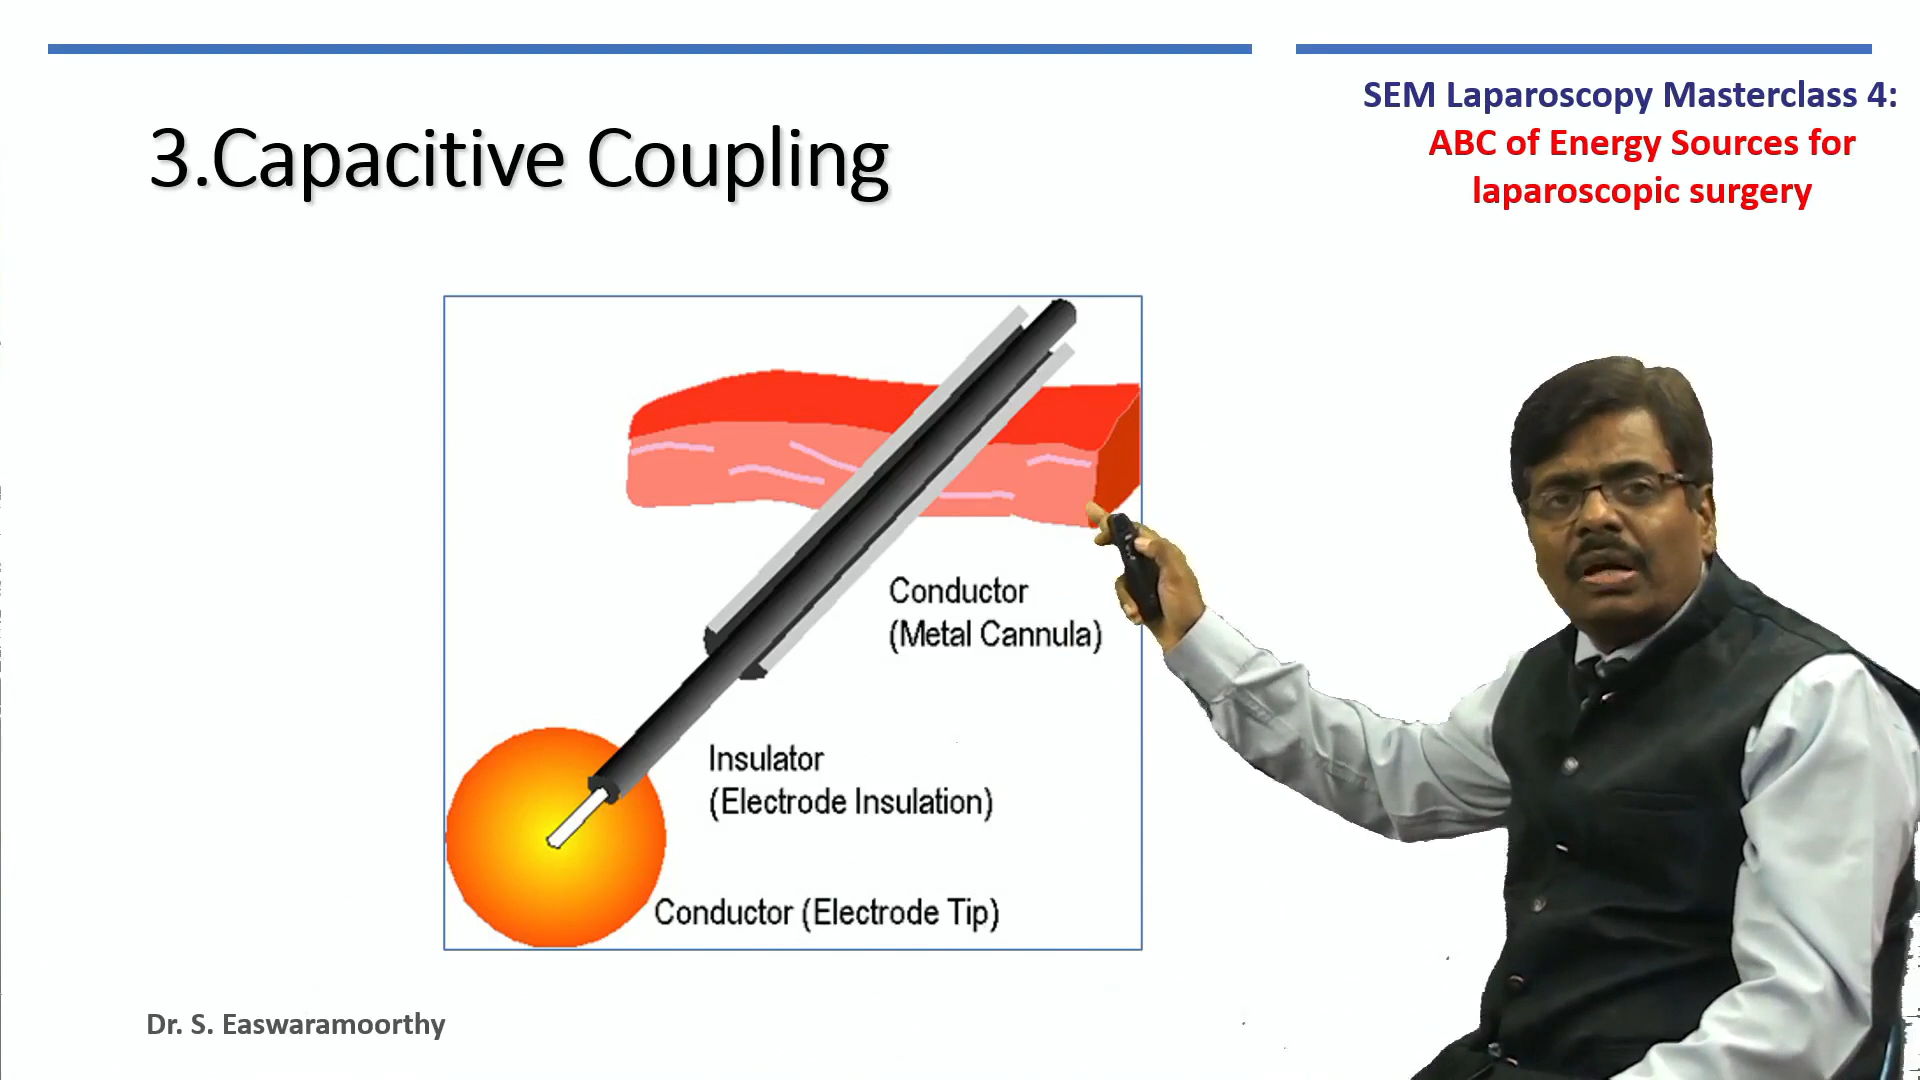 SEM Laparoscopy Masterclass 4:
ABC of Energy Sources for
laparoscopic surgery
3.Capacitive Coupling
Conductor
(Metal Cannula)
Insulator
(Electrode Insulation)
Conductor (Electrode Tip)
Dr. S. Easwaramoorthy